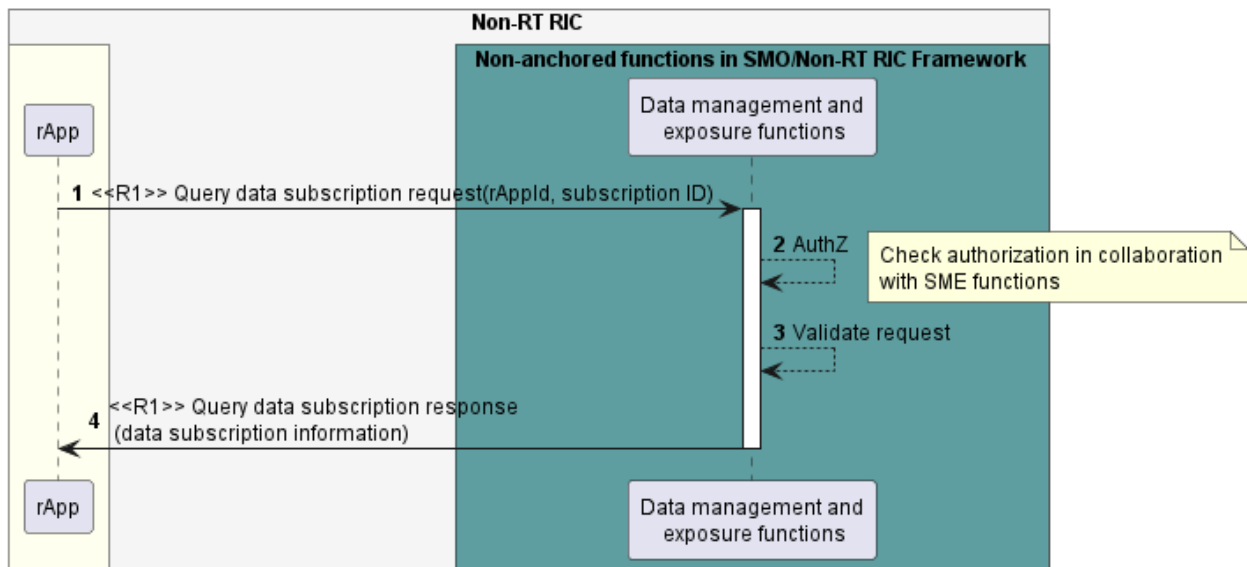 Non-RT RIC
Non-anchored functions in SMO/Non-RT RIC Framework
rApp
Data management and
exposure functions
1 <<R1>> Query data subscription request(rAppId, subscription ID)
2 AuthZ
Check authorization in collaboration
with SME functions
3 Validate request
4 <<R1>> Query data subscription response
(data subscription information)
rApp
Data management and
exposure functions